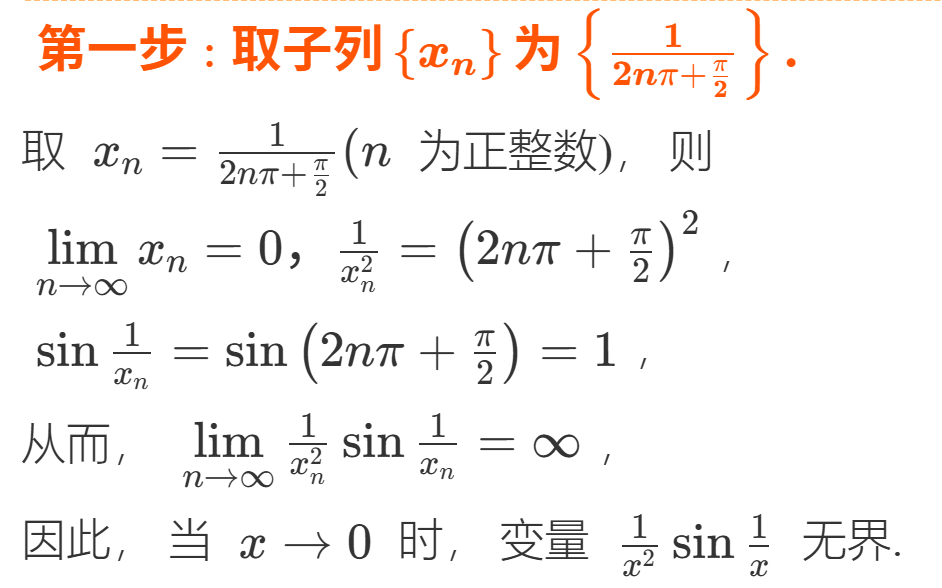 第一步：取子列 {xₙ} 为 {1/(2nπ+π/2)}.
取 xₙ = 1/(2nπ+π/2) (n 为正整数)， 则
lim_{n→∞} xₙ = 0， 1/xₙ² = (2nπ + π/2)²，
sin 1/xₙ = sin (2nπ + π/2) = 1，
从而， lim_{n→∞} 1/xₙ² sin 1/xₙ = ∞，
因此， 当 x → 0 时， 变量 1/x² sin 1/x 无界.